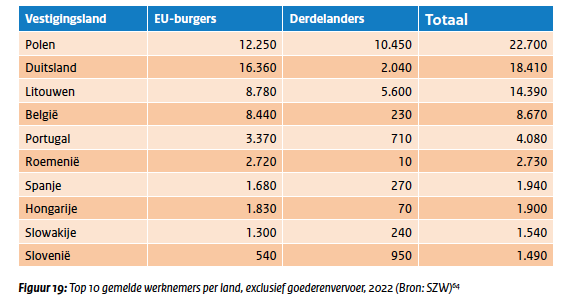 Vestigingsland EU-burgers Derdelanders Totaal
Polen 12.250 10.450 22.700
Duitsland 16.360 2.040 18.410
Litouwen 8.780 5.600 14.390
België 8.440 230 8.670
Portugal 3.370 710 4.080
Roemenië 2.720 10 2.730
Spanje 1.680 270 1.940
Hongarije 1.830 70 1.900
Slowakije 1.300 240 1.540
Slovenië 540 950 1.490
Figuur 19: Top 10 gemelde werknemers per land, exclusief goederenvervoer, 2022 (Bron: SZW)⁶⁴